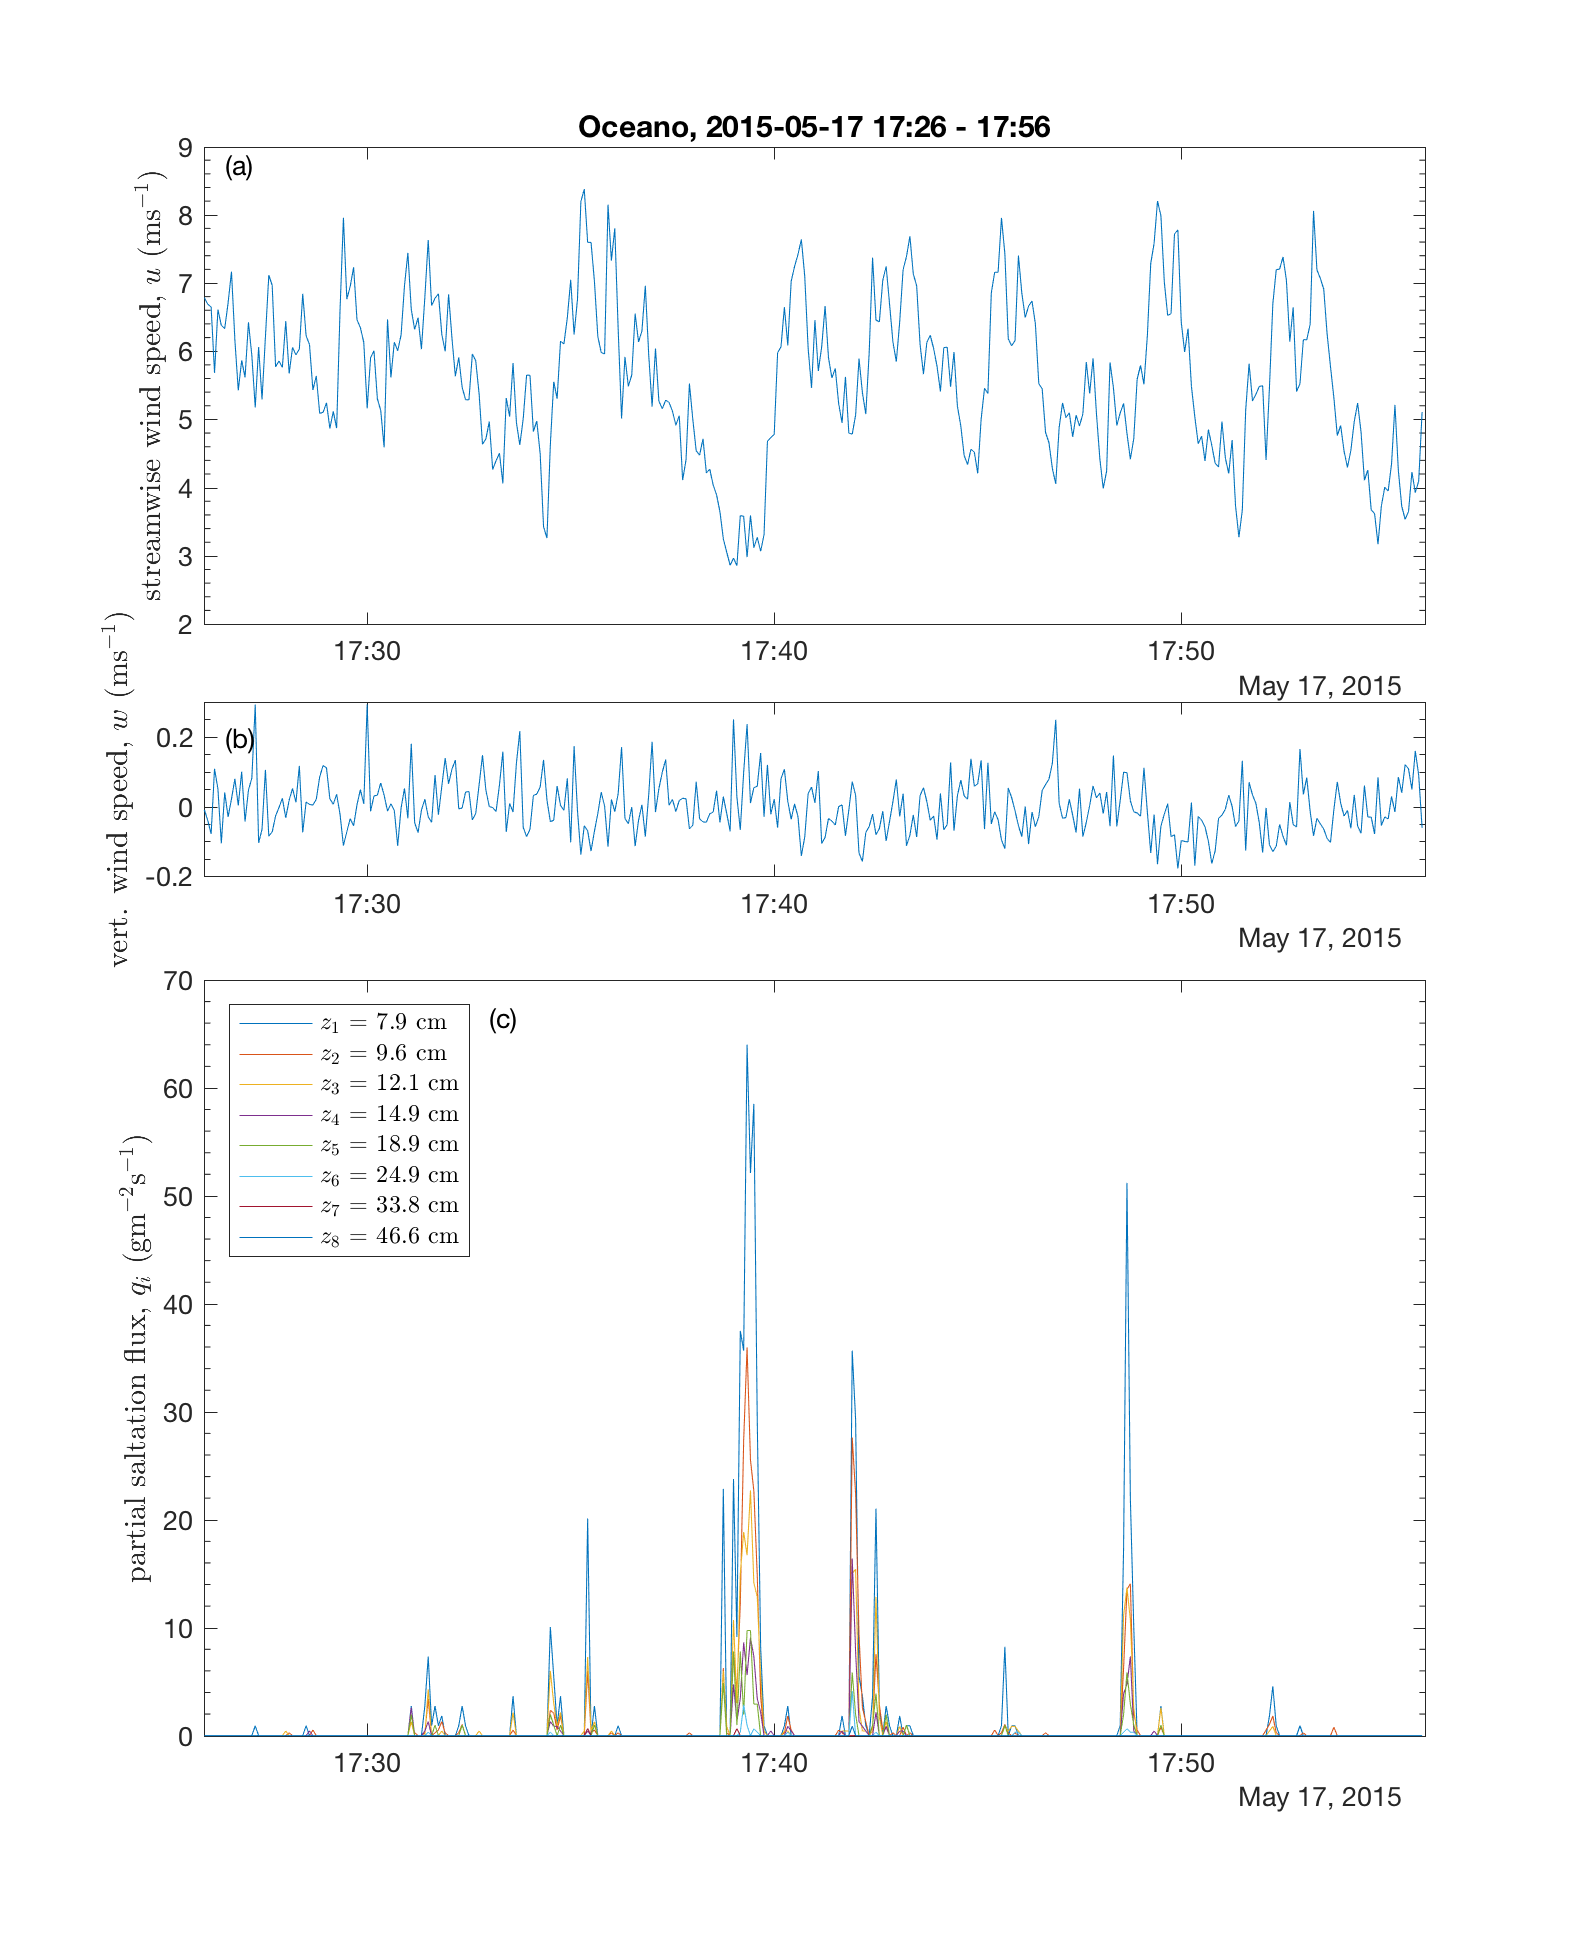 Oceano, 2015-05-17 17:26 - 17:56
(a)
streamwise wind speed, u (ms⁻¹)
9
8
7
6
5
4
3
2
17:30 17:40 17:50
May 17, 2015
(b)
vert. wind speed, w (ms⁻¹)
0.2
0
-0.2
17:30 17:40 17:50
May 17, 2015
(c)
partial saltation flux, qᵢ (gm⁻²s⁻¹)
70
60
50
40
30
20
10
0
z₁ = 7.9 cm
z₂ = 9.6 cm
z₃ = 12.1 cm
z₄ = 14.9 cm
z₅ = 18.9 cm
z₆ = 24.9 cm
z₇ = 33.8 cm
z₈ = 46.6 cm
17:30 17:40 17:50
May 17, 2015